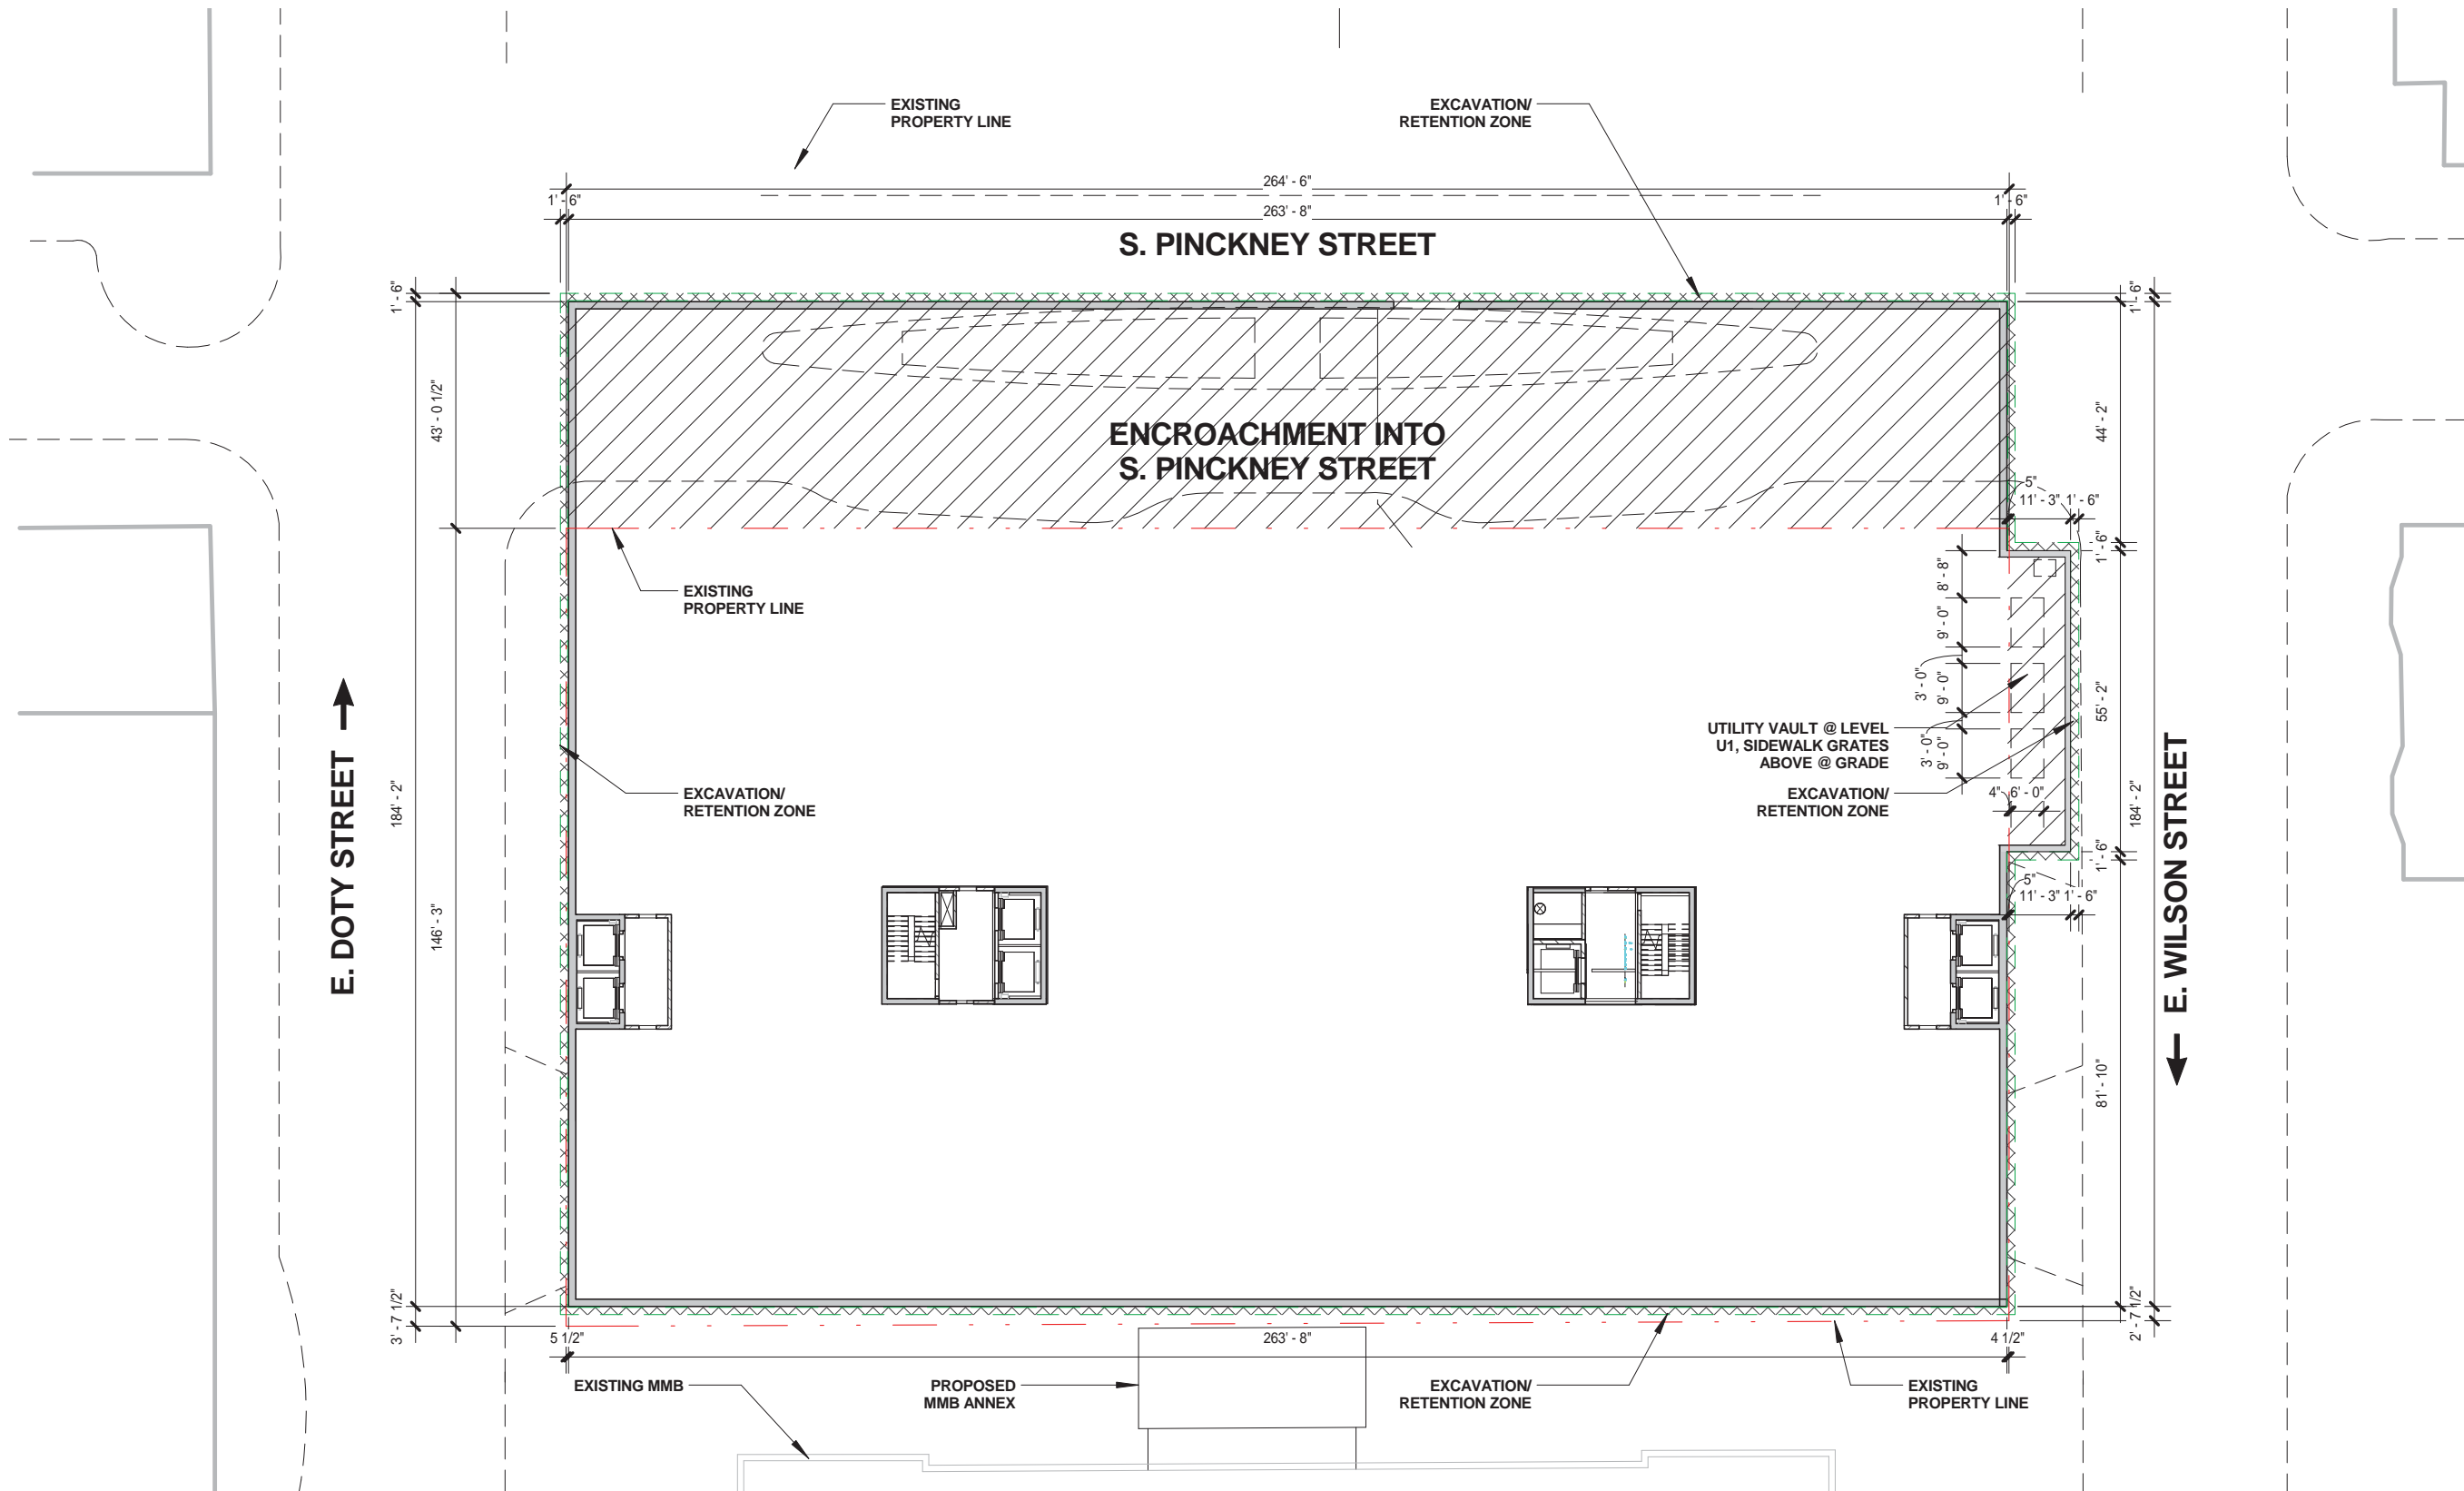 EXISTING
PROPERTY LINE
EXCAVATION/
RETENTION ZONE
264' - 6"
1' - 6"
263' - 8"
1' - 6"
S. PINCKNEY STREET
1' - 6"
1' - 6"
43' - 0 1/2"
44' - 2"
ENCROACHMENT INTO
S. PINCKNEY STREET
5"
11' - 3"
1' - 6"
1' - 6"
EXISTING
PROPERTY LINE
8' - 8"
9' - 0"
3' - 0"
9' - 0"
3' - 0"
9' - 0"
UTILITY VAULT @ LEVEL
U1, SIDEWALK GRATES
ABOVE @ GRADE
55' - 2"
EXCAVATION/
RETENTION ZONE
EXCAVATION/
RETENTION ZONE
4"
6' - 0"
184' - 2"
184' - 2"
E. DOTY STREET
E. WILSON STREET
1' - 6"
5"
11' - 3"
1' - 6"
146' - 3"
81' - 10"
3' - 7 1/2"
2' - 7 1/2"
5 1/2"
263' - 8"
4 1/2"
EXISTING MMB
PROPOSED
MMB ANNEX
EXCAVATION/
RETENTION ZONE
EXISTING
PROPERTY LINE